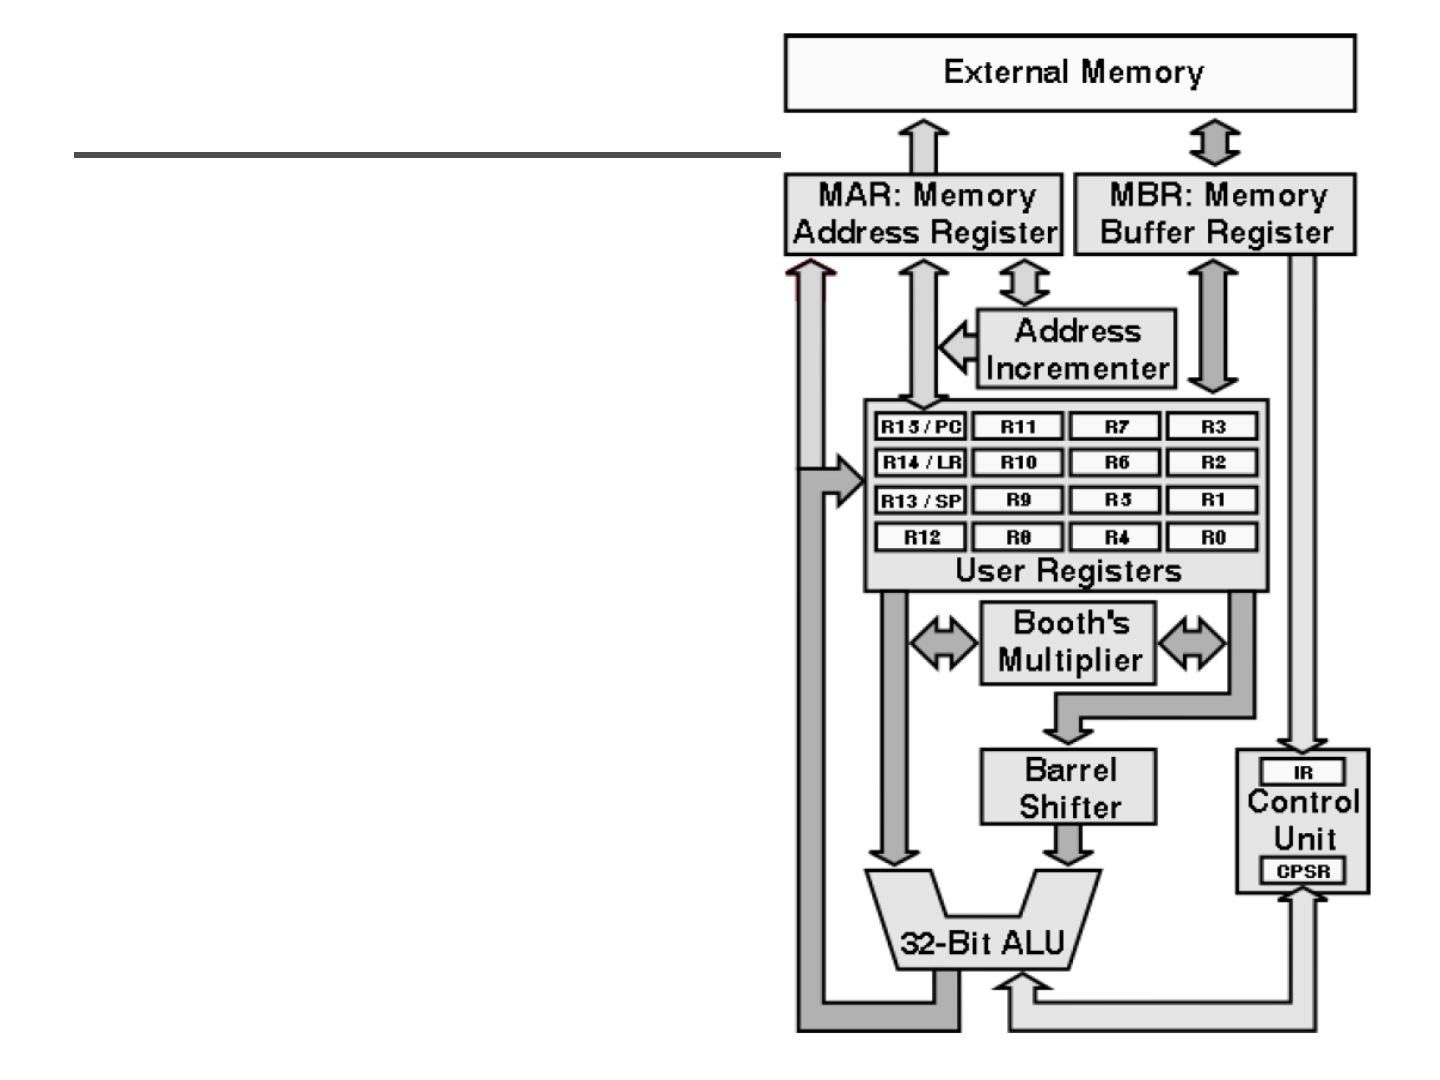 External Memory
MAR: Memory
Address Register
MBR: Memory
Buffer Register
Address
Incrementer
R15 / PC R11 R7 R3
R14 / LR R10 R6 R2
R13 / SP R9 R5 R1
R12 R8 R4 R0
User Registers
Booth's
Multiplier
Barrel
Shifter
IR
Control
Unit
CPSR
32-Bit ALU